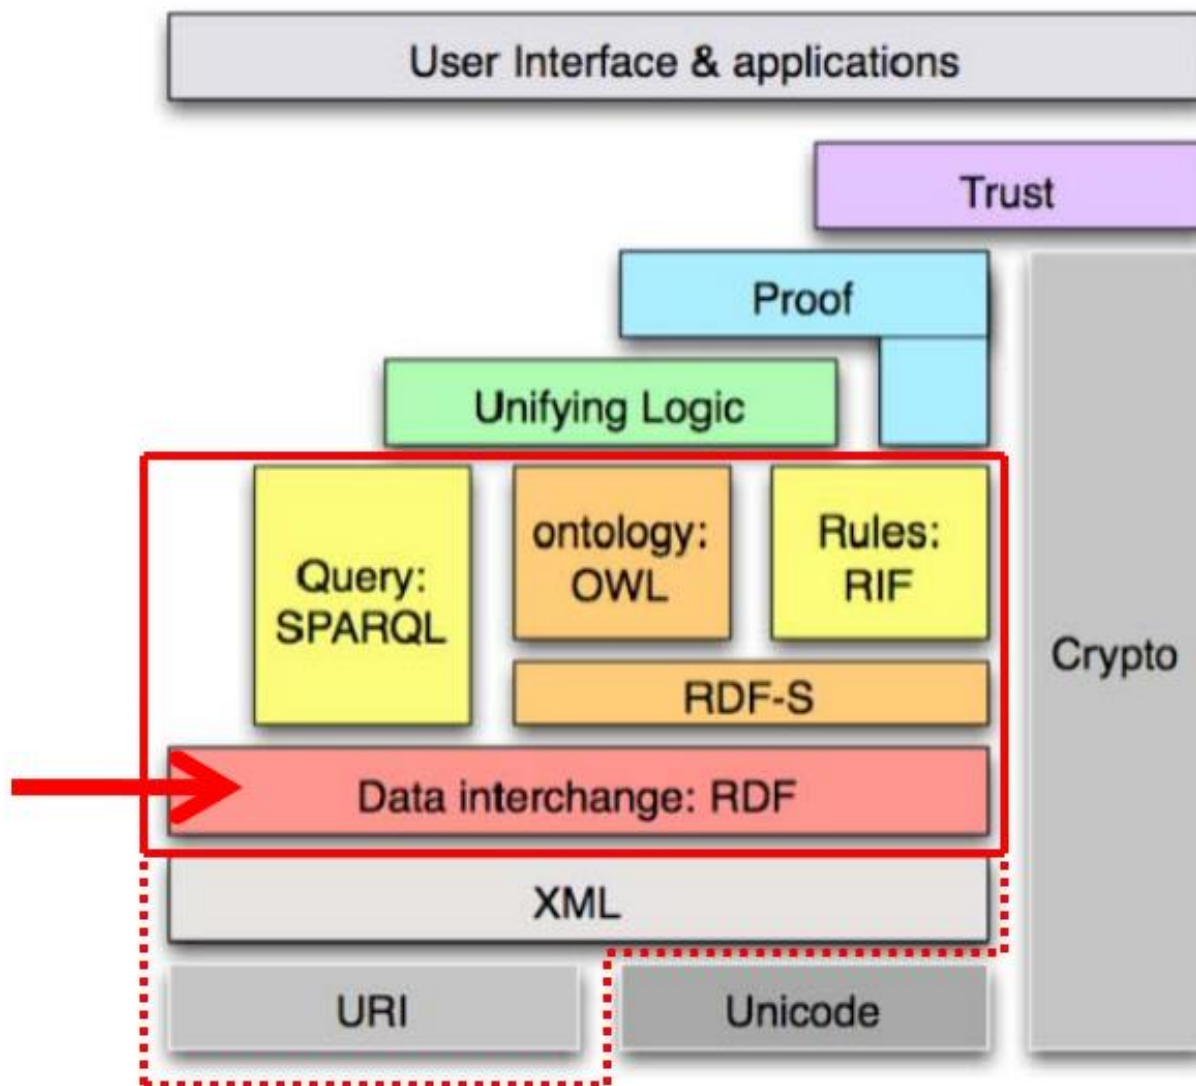 User Interface & applications
Trust
Proof
Unifying Logic
Query:
SPARQL
ontology:
OWL
Rules:
RIF
RDF-S
Crypto
Data interchange: RDF
XML
URI
Unicode